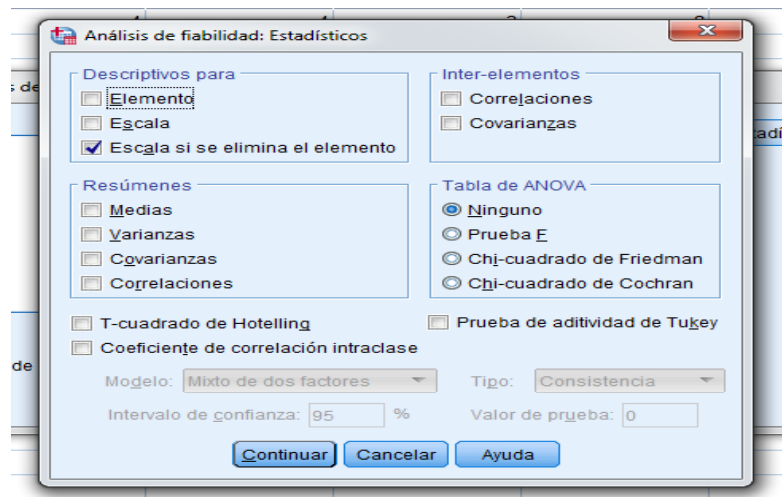 Análisis de fiabilidad: Estadísticos
Descriptivos para
Elemento
Escala
Escala si se elimina el elemento
Inter-elementos
Correlaciones
Covarianzas
Resúmenes
Medias
Varianzas
Covarianzas
Correlaciones
Tabla de ANOVA
Ninguno
Prueba F
Chi-cuadrado de Friedman
Chi-cuadrado de Cochran
T-cuadrado de Hotelling
Prueba de aditividad de Tukey
Coeficiente de correlación intraclase
Modelo: Mixto de dos factores Tipo: Consistencia
Intervalo de confianza: 95 % Valor de prueba: 0
Continuar Cancelar Ayuda
de